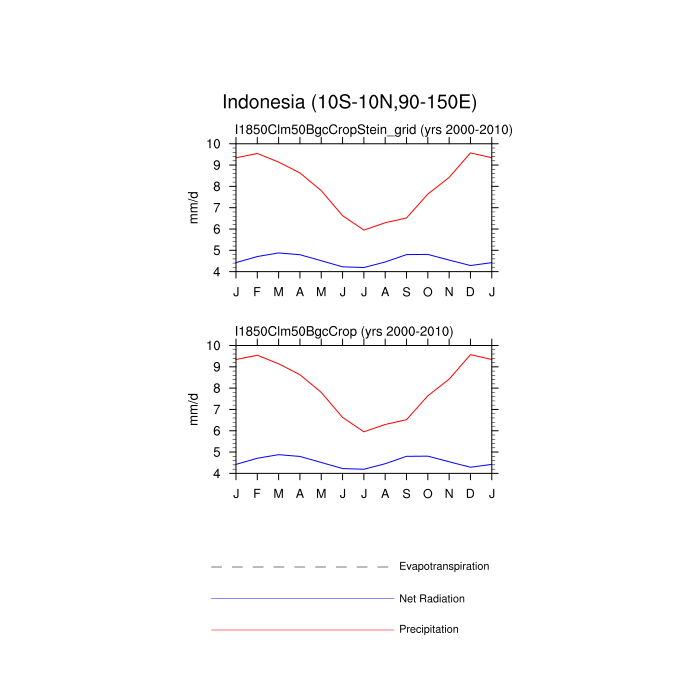 Indonesia (10S-10N,90-150E)
I1850Clm50BgcCropStein_grid (yrs 2000-2010)
10
9
8
7
6
5
4
mm/d
J F M A M J J A S O N D J
I1850Clm50BgcCrop (yrs 2000-2010)
10
9
8
7
6
5
4
mm/d
J F M A M J J A S O N D J
Evapotranspiration
Net Radiation
Precipitation